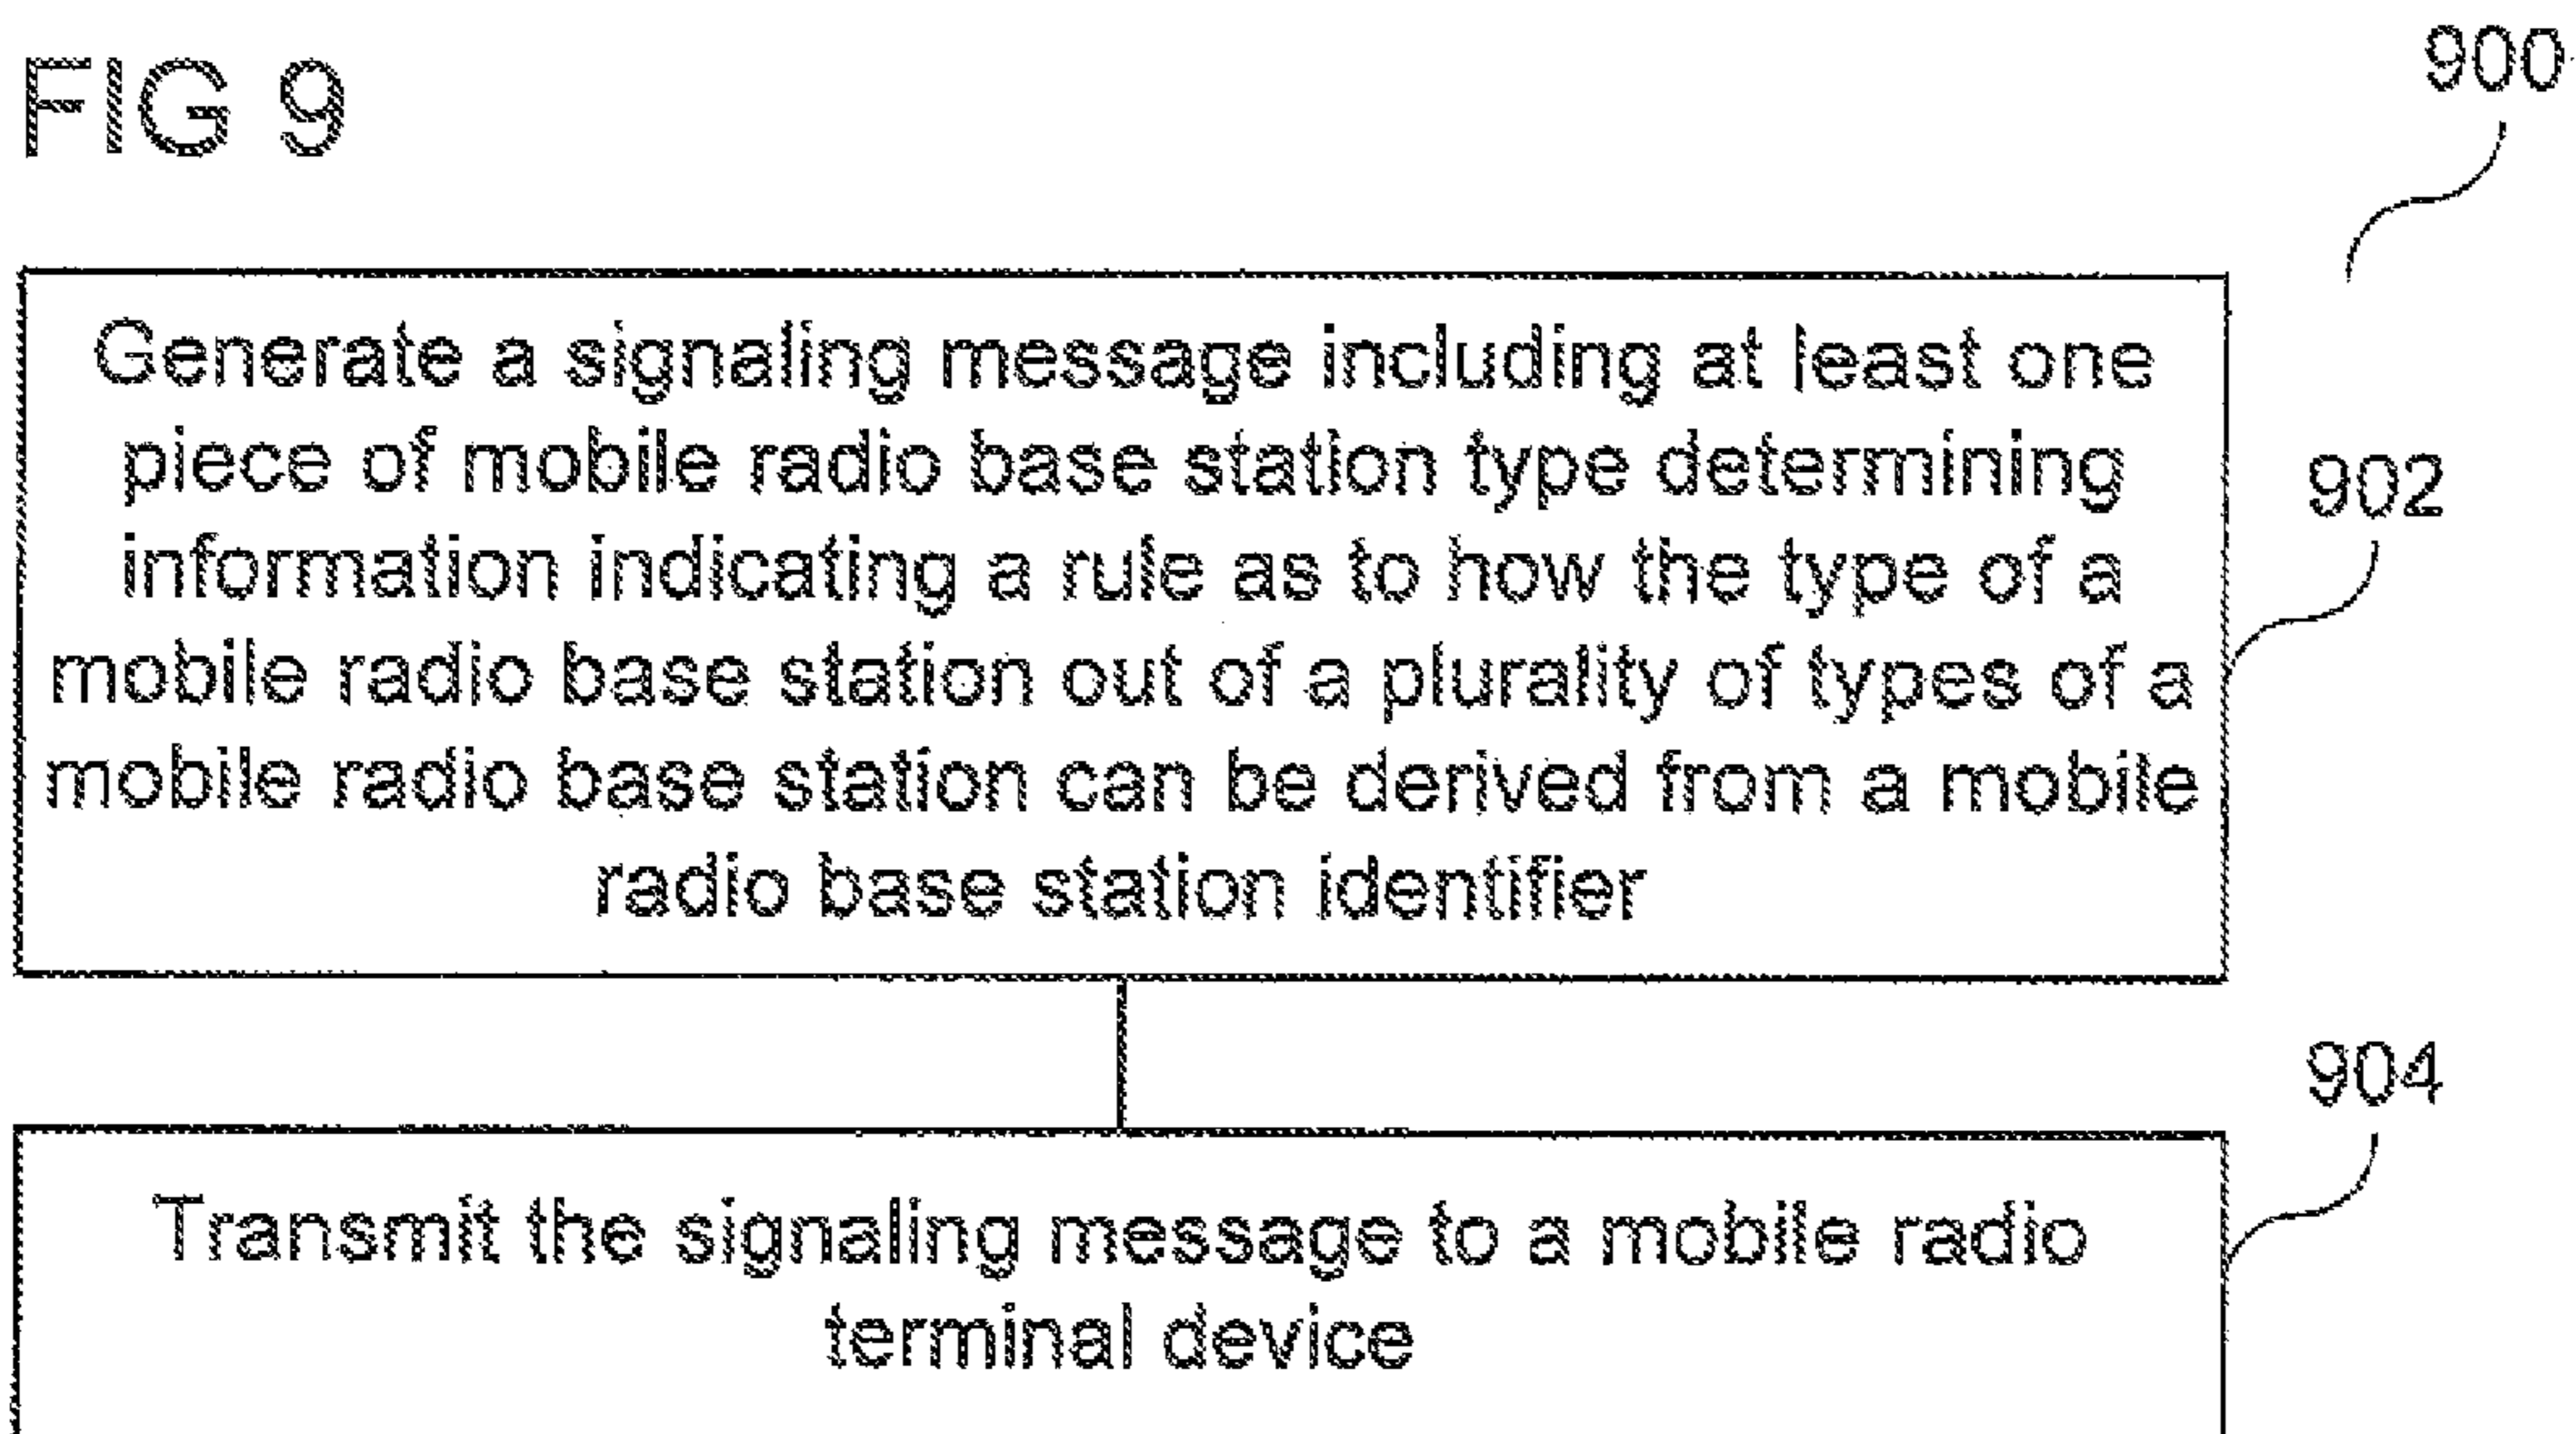 FIG 9
900
Generate a signaling message including at least one
piece of mobile radio base station type determining
information indicating a rule as to how the type of a
mobile radio base station out of a plurality of types of a
mobile radio base station can be derived from a mobile
radio base station identifier
902
904
Transmit the signaling message to a mobile radio
terminal device